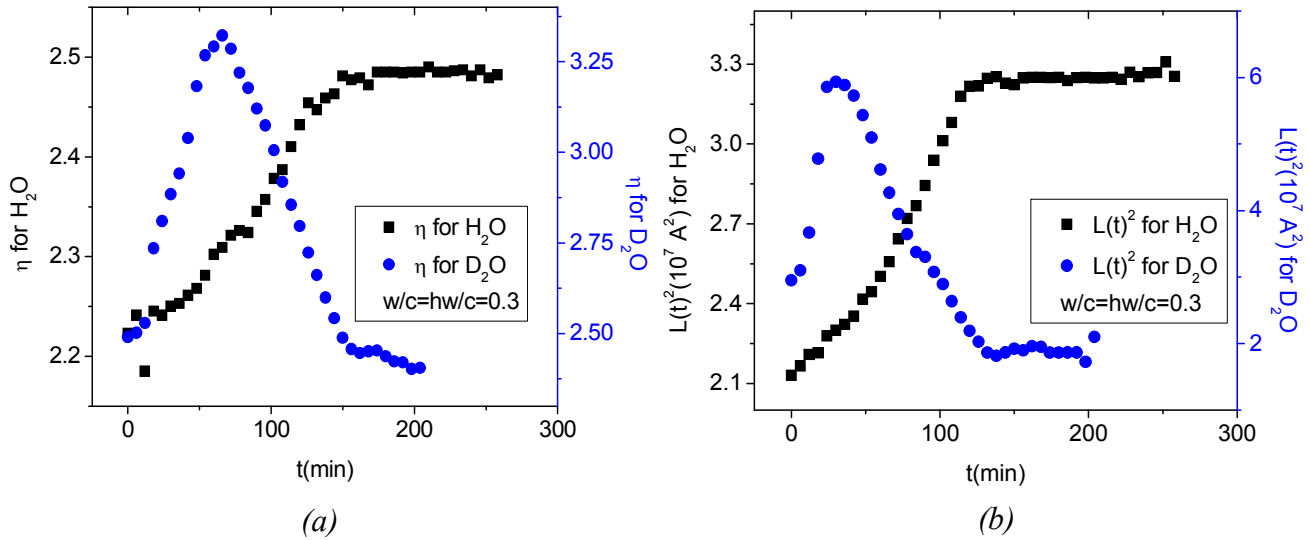 2.5
2.4
2.3
2.2
η for H₂O
3.25
3.00
2.75
2.50
η for D₂O
η for H₂O
η for D₂O
w/c=hw/c=0.3
0
100
200
300
t(min)
(a)
3.3
3.0
2.7
2.4
2.1
L(t)²(10⁷ A²) for H₂O
6
4
2
L(t)²(10⁷ A²) for D₂O
L(t)² for H₂O
L(t)² for D₂O
w/c=hw/c=0.3
0
100
200
300
t(min)
(b)